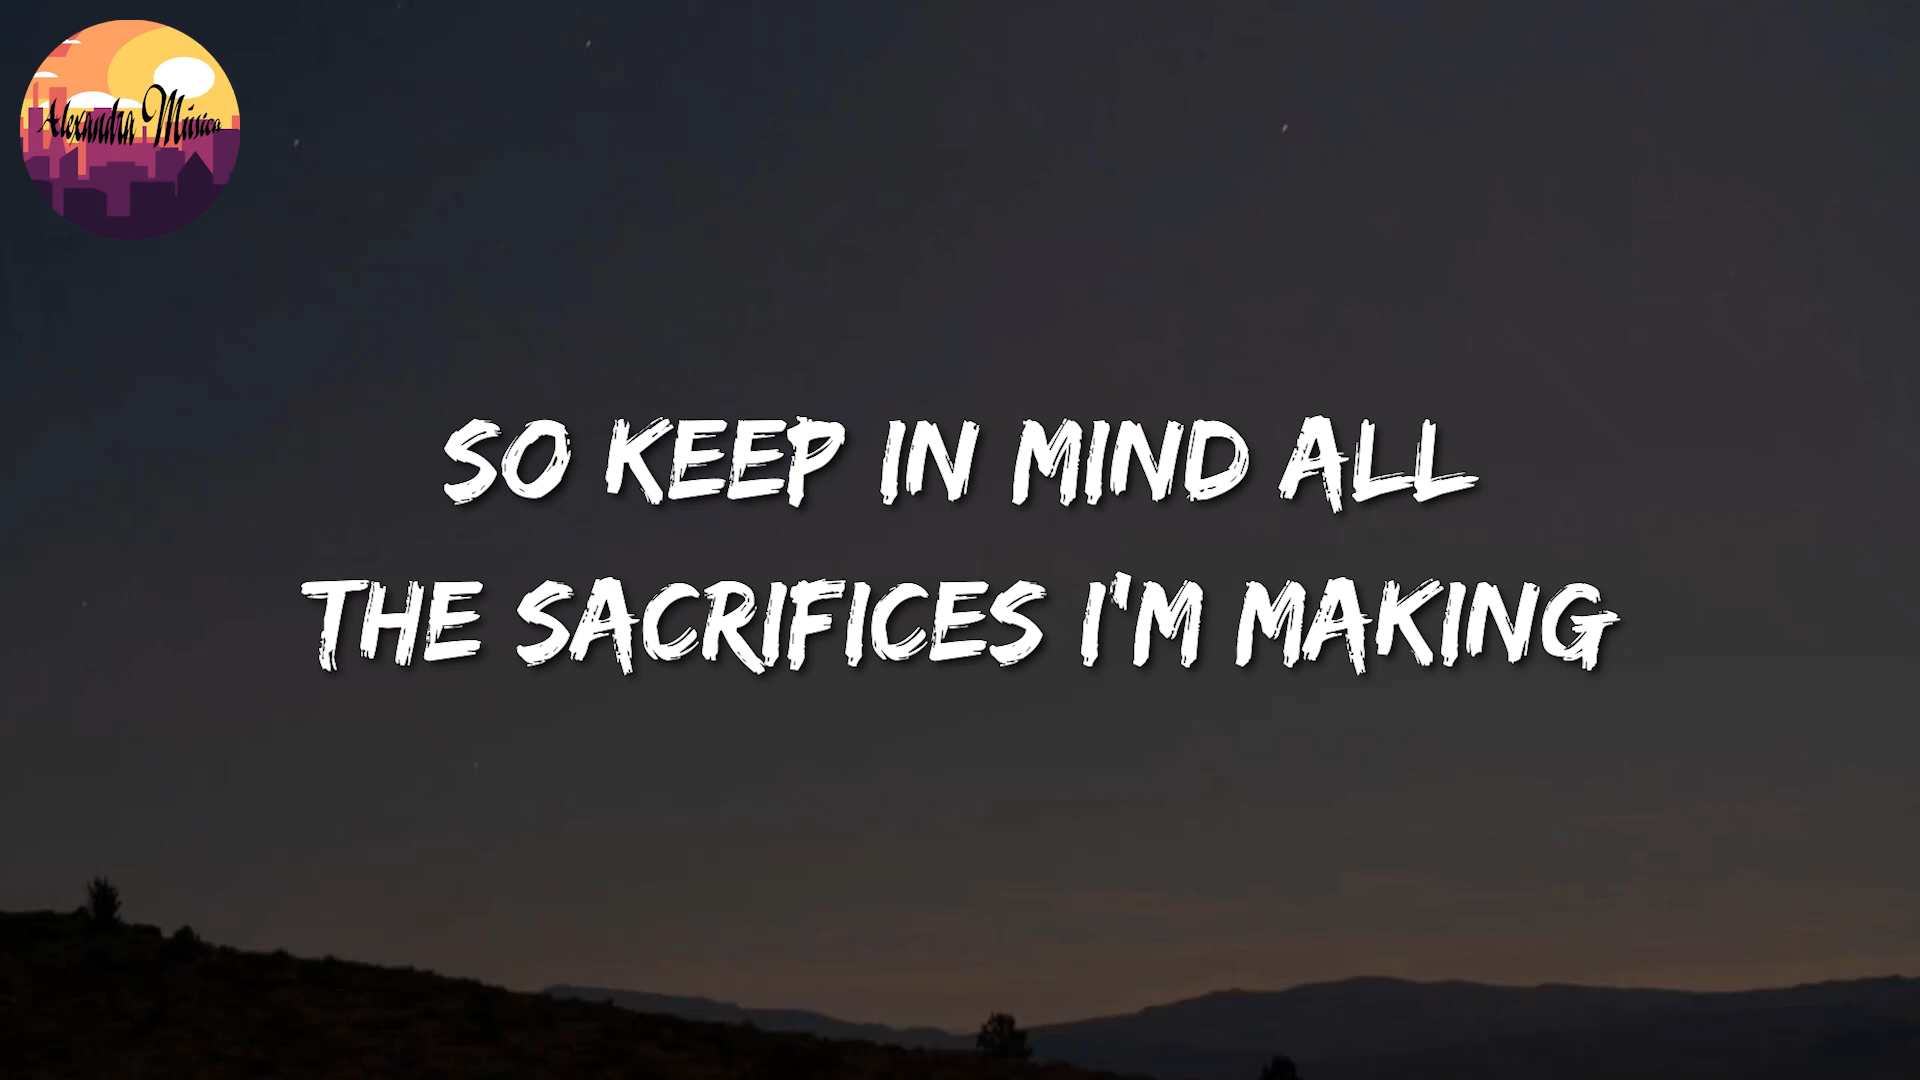 Alexandra Música
SO KEEP IN MIND ALL
THE SACRIFICES I'M MAKING